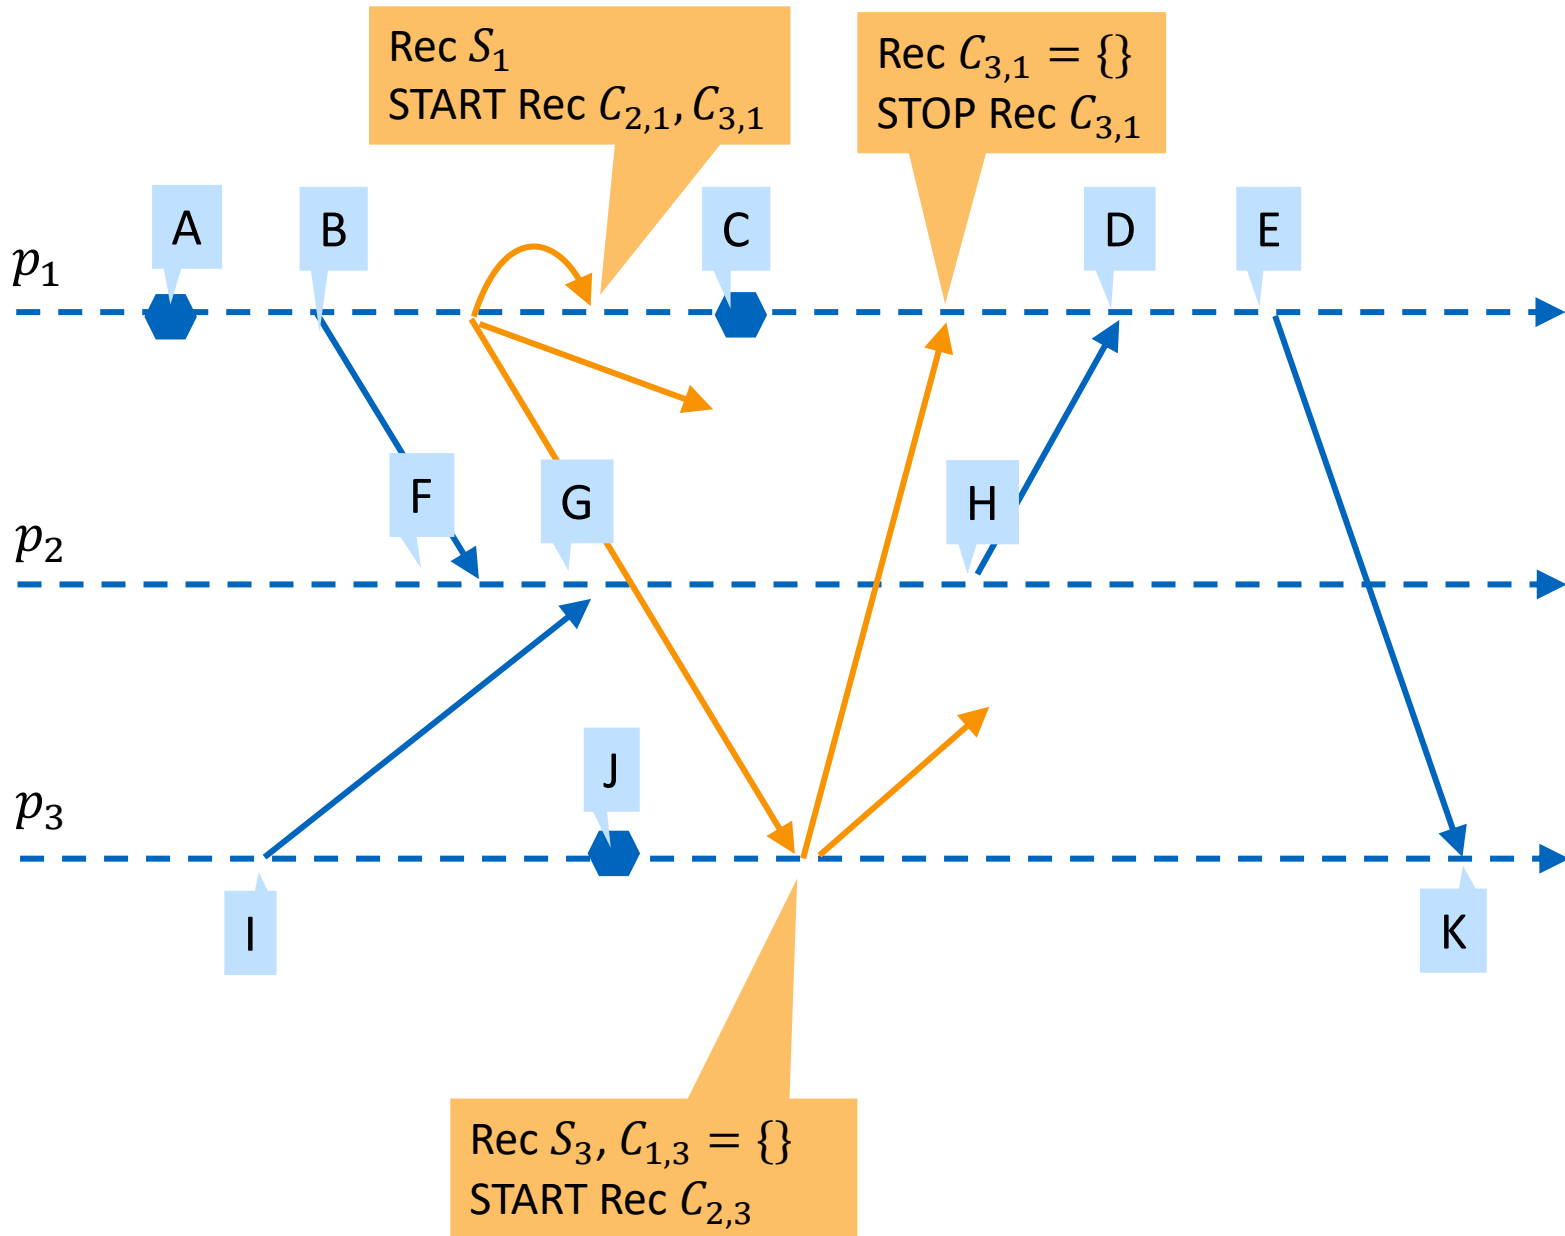 Rec S₁
START Rec C₂,₁, C₃,₁
Rec C₃,₁ = {}
STOP Rec C₃,₁
A
B
C
D
E
p₁
F
G
H
p₂
J
p₃
I
K
Rec S₃, C₁,₃ = {}
START Rec C₂,₃